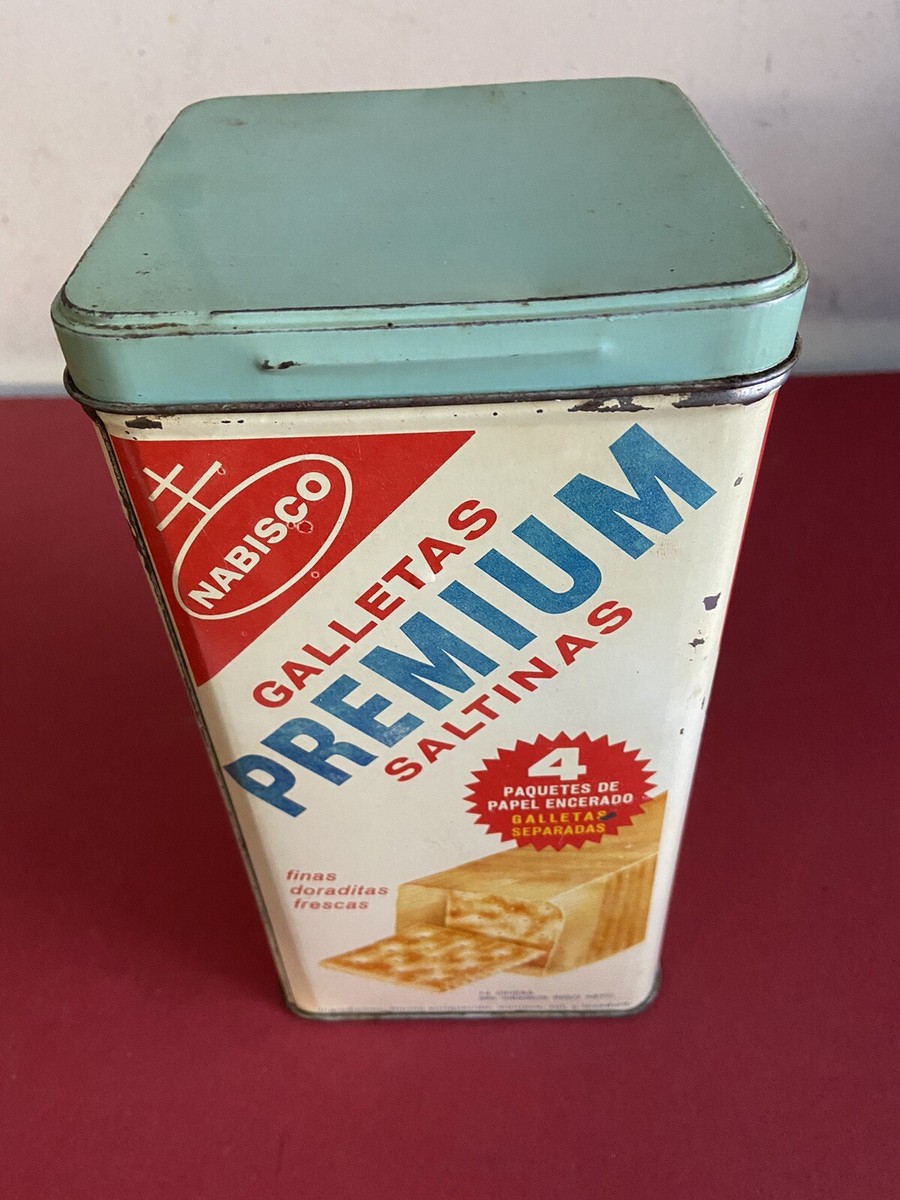 NABISCO
GALLETAS
PREMIUM
SALTINAS
4
PAQUETES DE
PAPEL ENCERADO
GALLETAS
SEPARADAS
finas
doraditas
frescas